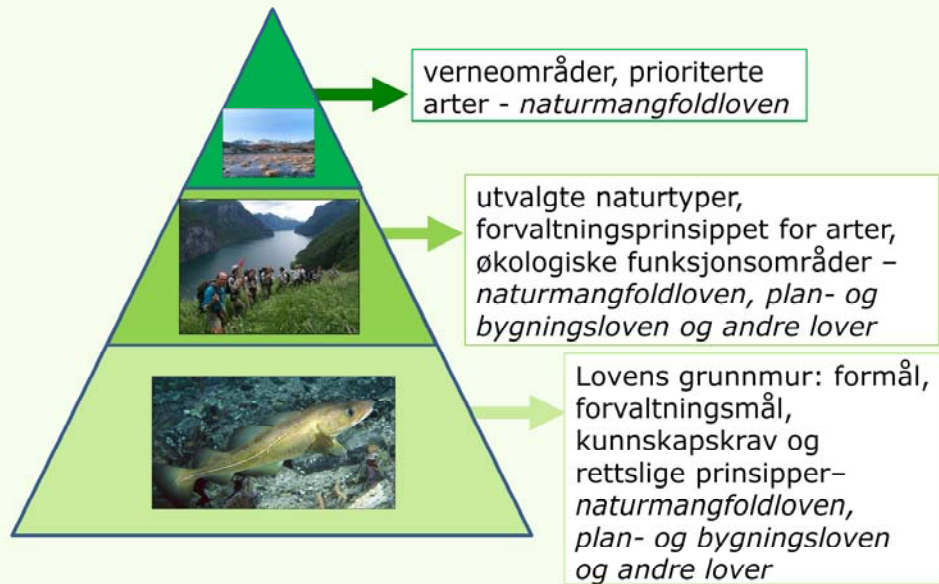 verneområder, prioriterte
arter - naturmangfoldloven
utvalgte naturtyper,
forvaltningsprinsippet for arter,
økologiske funksjonsområder –
naturmangfoldloven, plan- og
bygningsloven og andre lover
Lovens grunnmur: formål,
forvaltningsmål,
kunnskapskrav og
rettslige prinsipper–
naturmangfoldloven,
plan- og bygningsloven
og andre lover